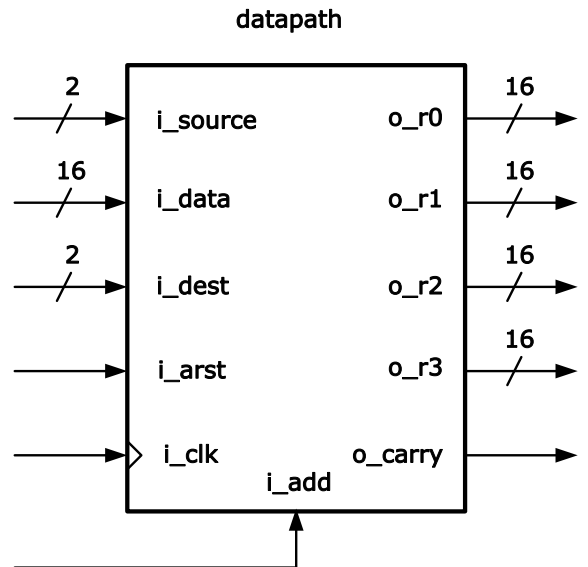 datapath
2
i_source
o_r0
16
16
i_data
o_r1
16
2
i_dest
o_r2
16
i_arst
o_r3
16
i_clk
o_carry
i_add